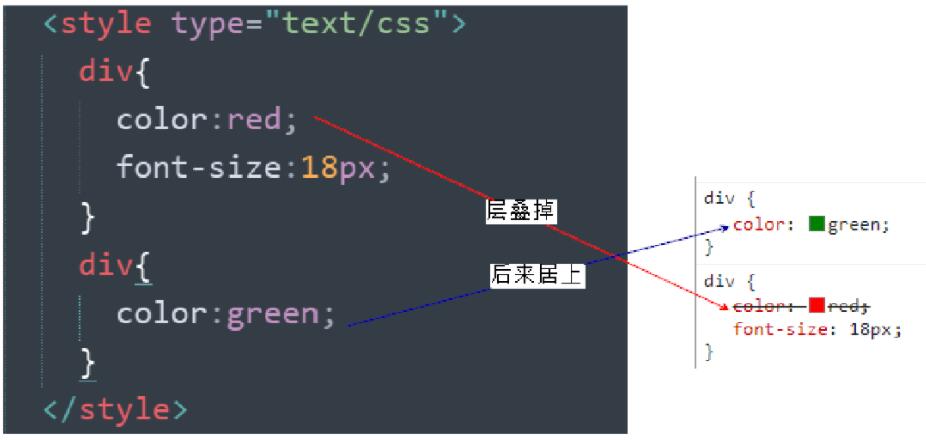 <style type="text/css">
div{
color:red;
font-size:18px;
}
div{
color:green;
}
</style>
层叠掉
后来居上
div {
color: green;
}
div {
color: red;
font-size: 18px;
}